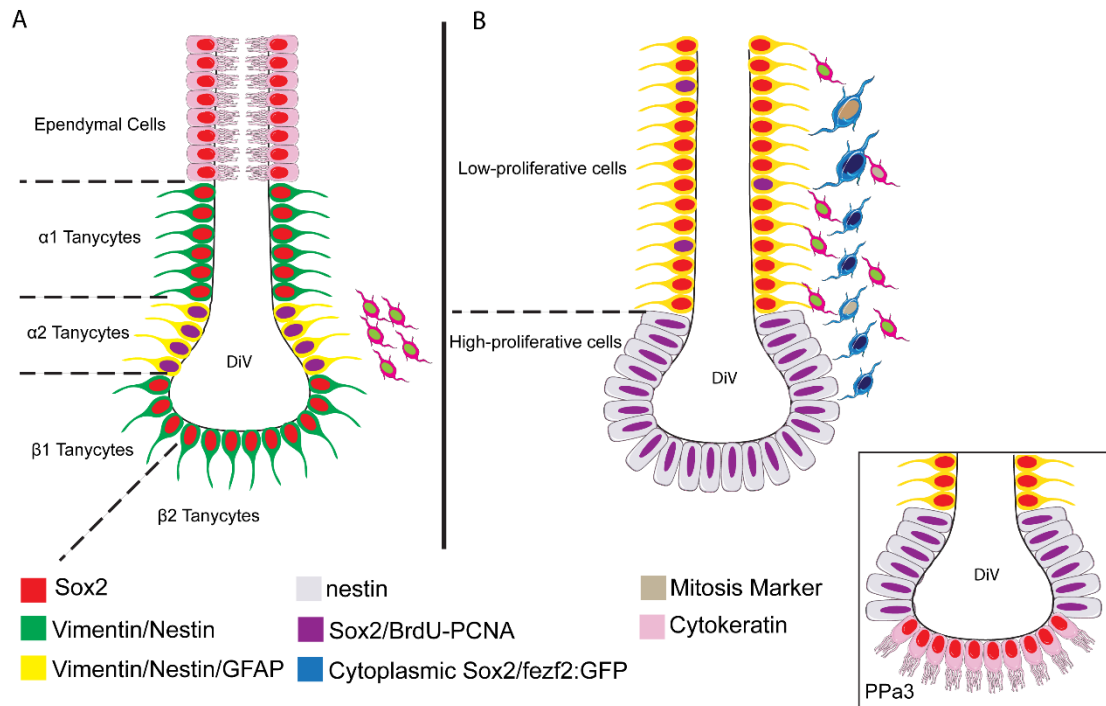 A
B
Ependymal Cells
α1 Tanycytes
α2 Tanycytes
DiV
β1 Tanycytes
β2 Tanycytes
Low-proliferative cells
High-proliferative cells
DiV
DiV
PPa3
Sox2
Vimentin/Nestin
Vimentin/Nestin/GFAP
nestin
Sox2/BrdU-PCNA
Cytoplasmic Sox2/fezf2:GFP
Mitosis Marker
Cytokeratin